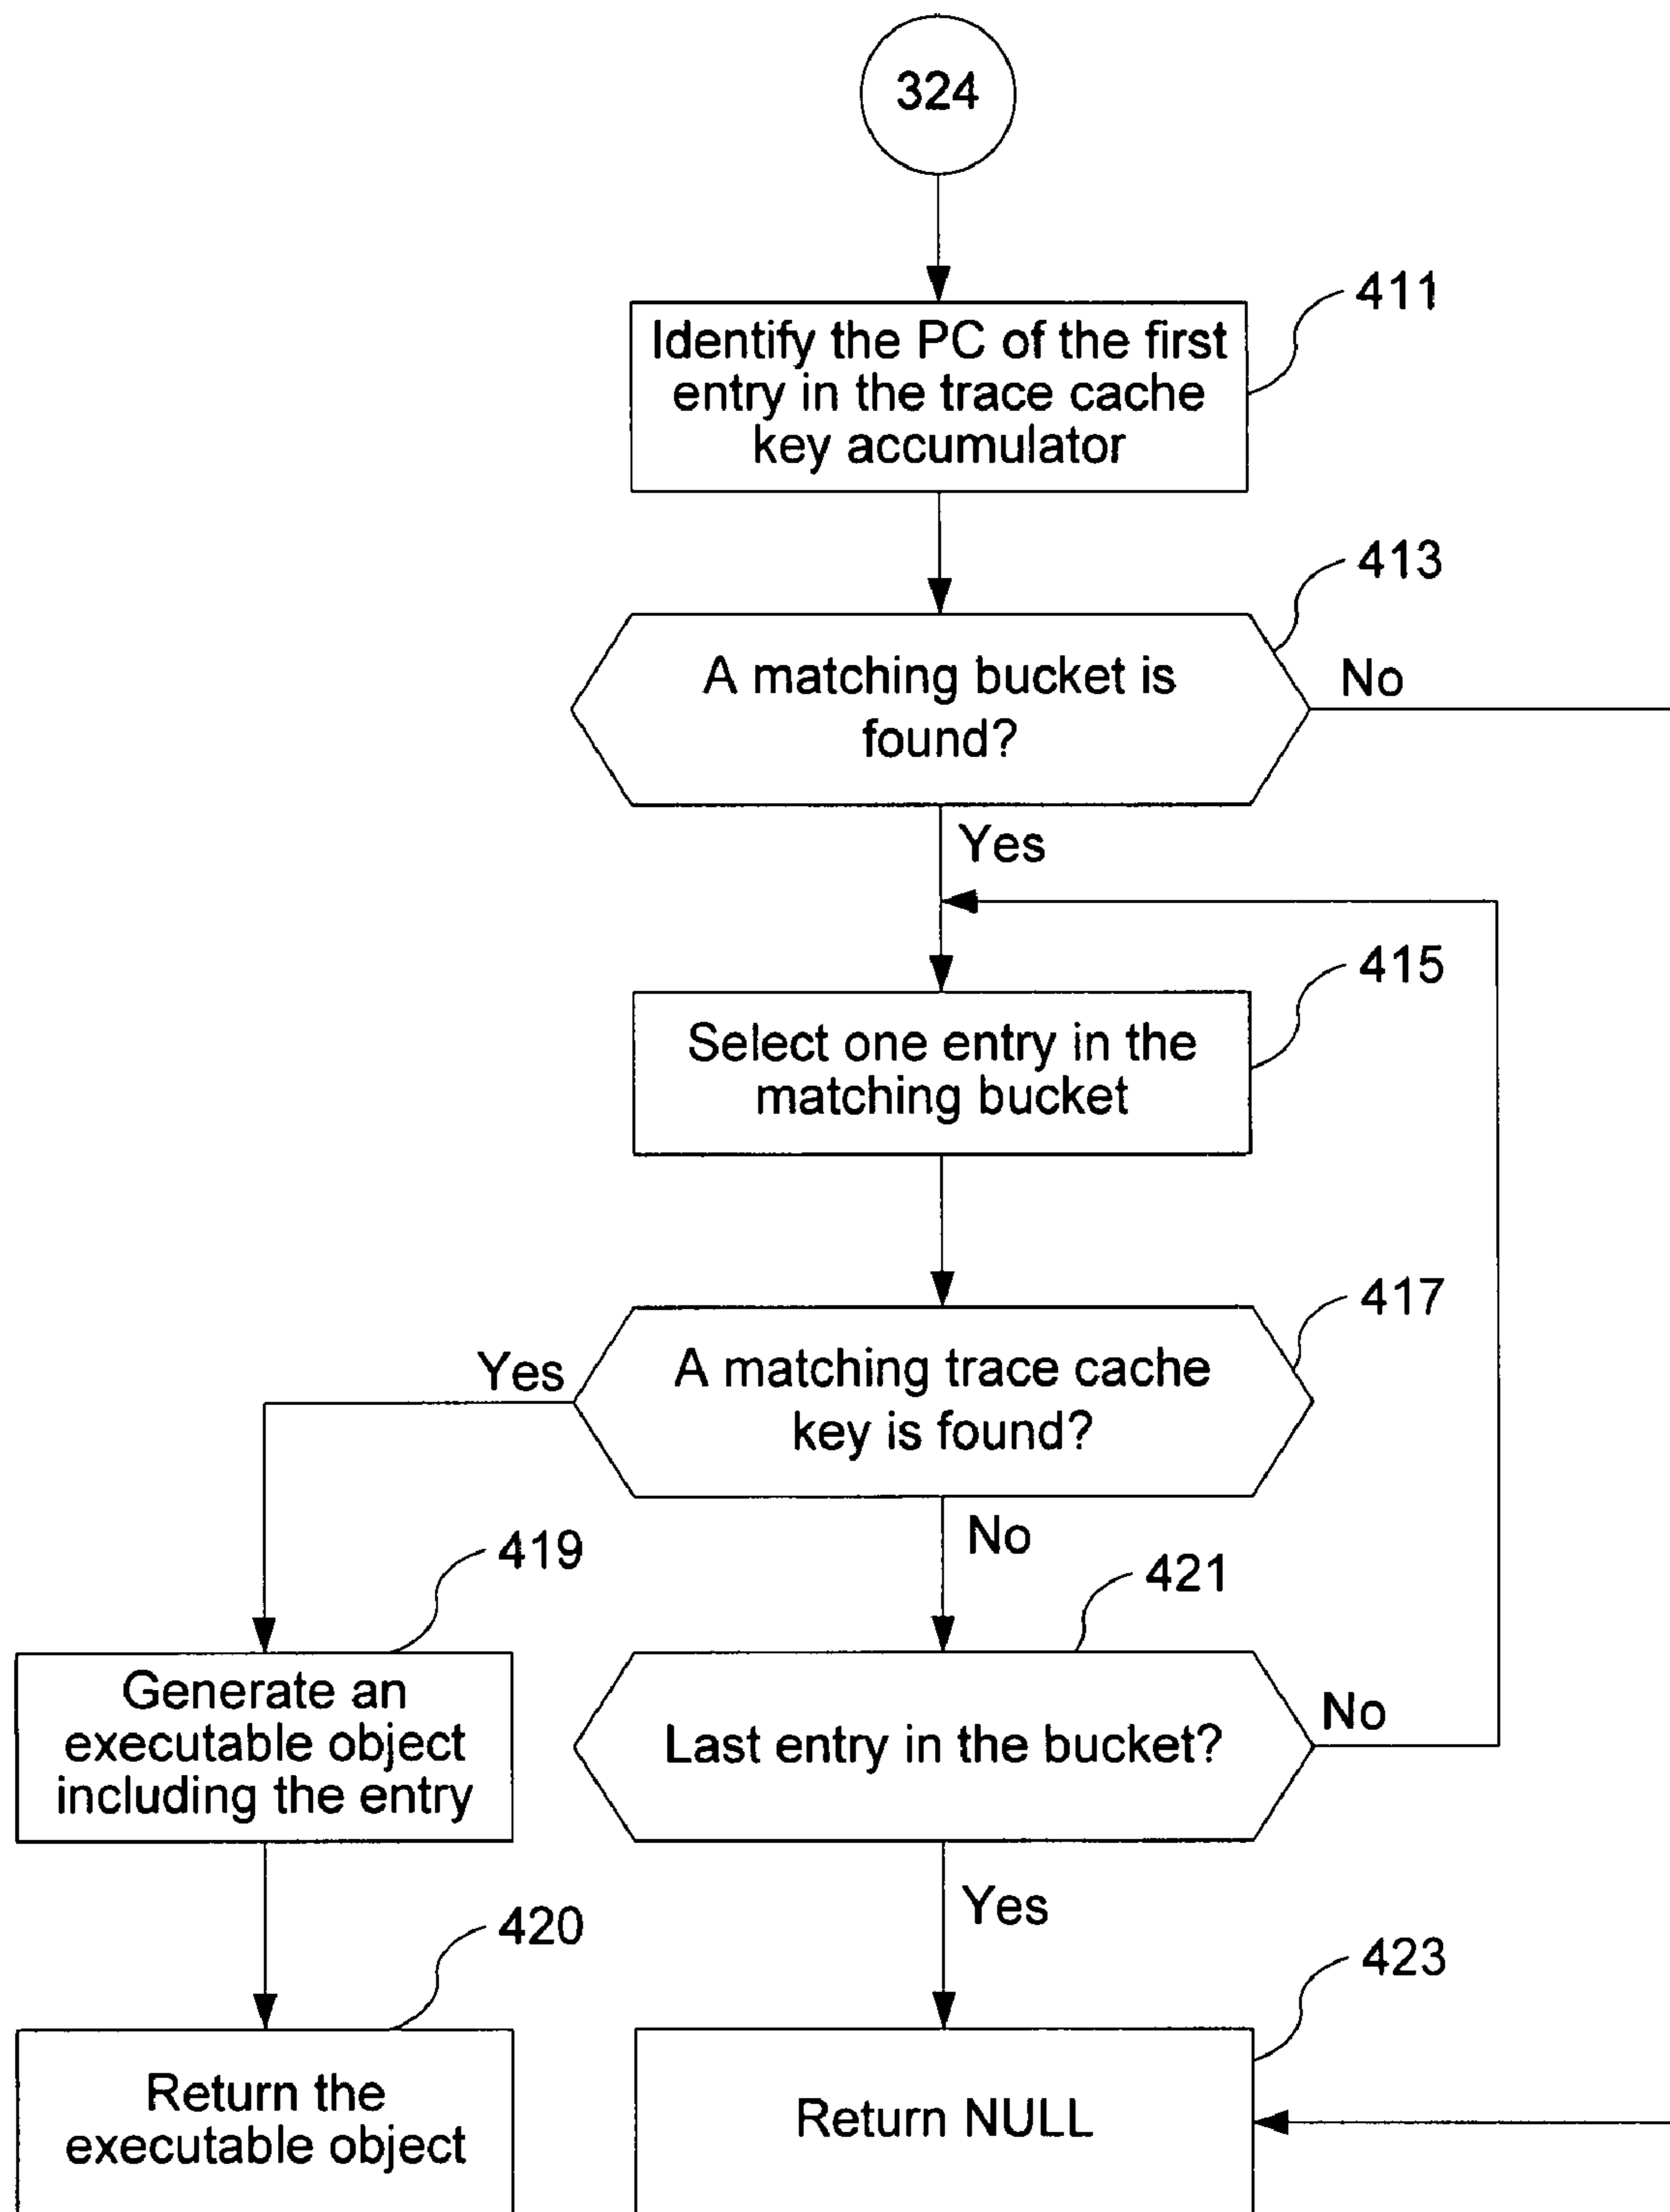 324
411
Identify the PC of the first
entry in the trace cache
key accumulator
413
A matching bucket is
found?
No
Yes
415
Select one entry in the
matching bucket
417
A matching trace cache
key is found?
Yes
No
419
421
Generate an
executable object
including the entry
Last entry in the bucket?
No
Yes
420
423
Return the
executable object
Return NULL